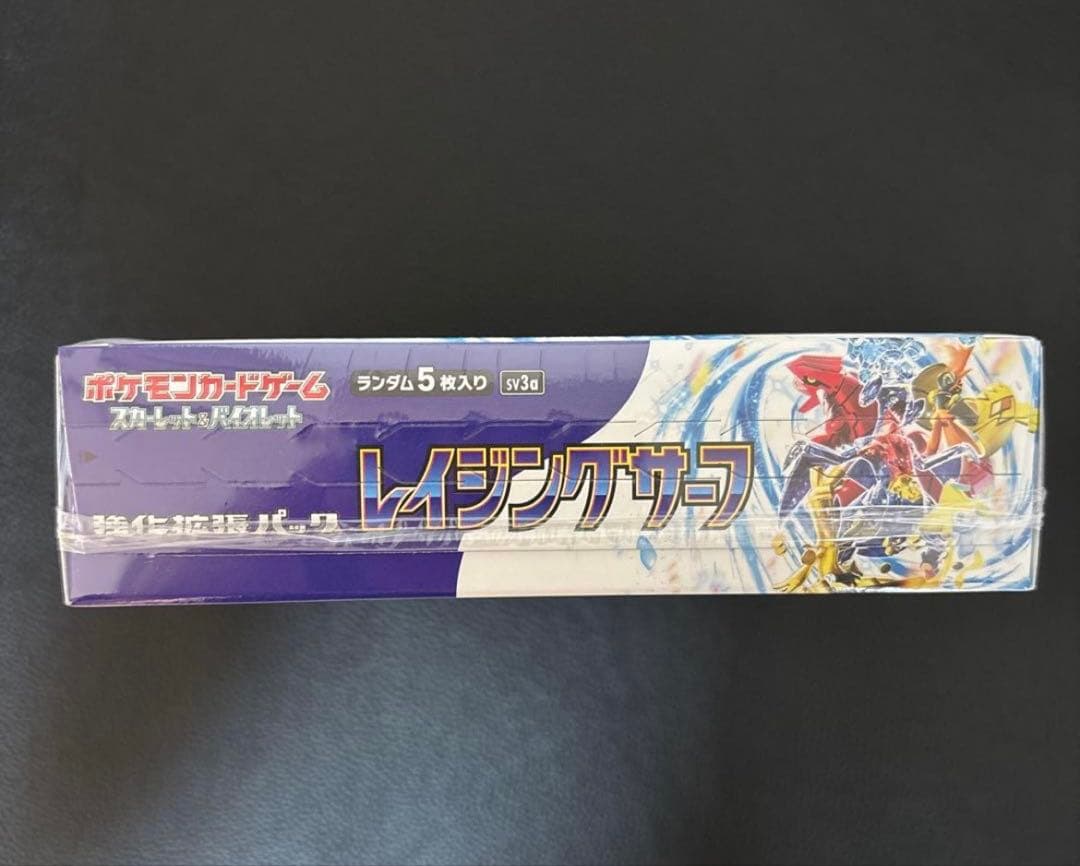 ポケモンカードゲーム
スカーレット&バイオレット
ランダム5枚入り sv3a
強化拡張パック レイジングサーフ